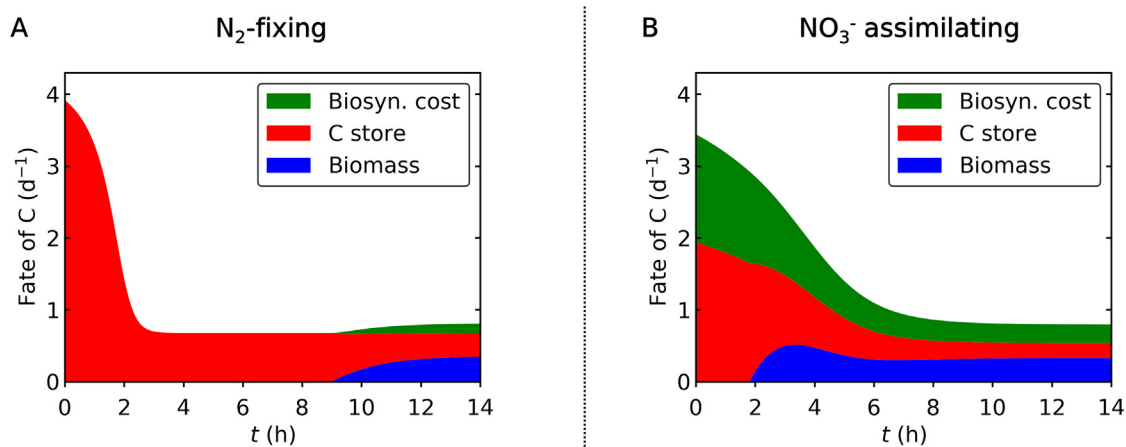 A
N₂-fixing
Biosyn. cost
C store
Biomass
Fate of C (d⁻¹)
4
3
2
1
0
0 2 4 6 8 10 12 14
t (h)
B
NO₃⁻ assimilating
Biosyn. cost
C store
Biomass
Fate of C (d⁻¹)
4
3
2
1
0
0 2 4 6 8 10 12 14
t (h)